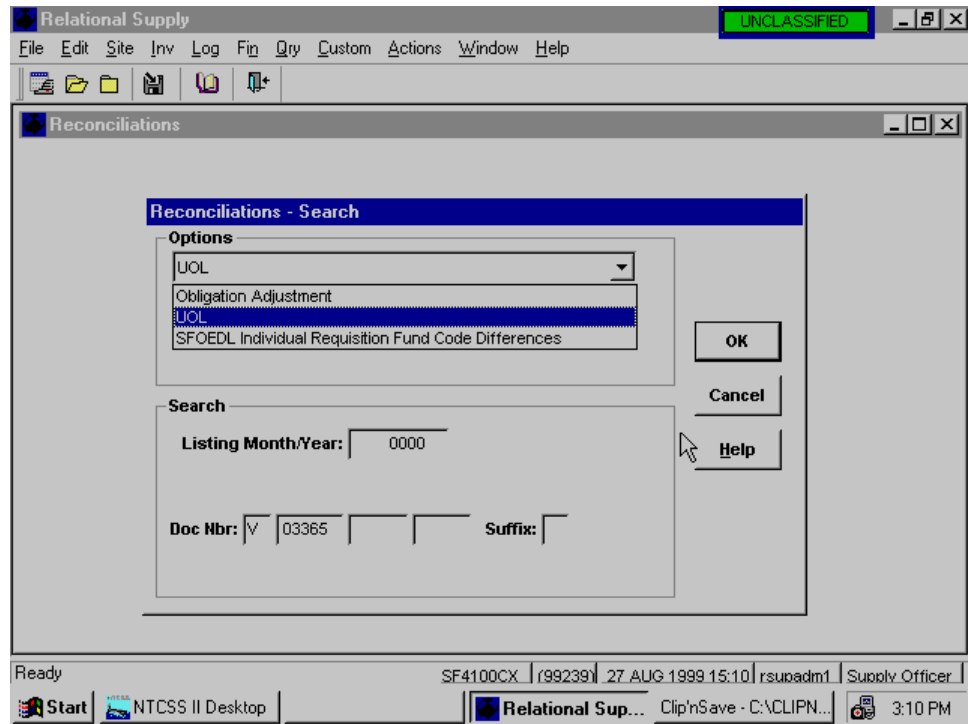 Relational Supply
UNCLASSIFIED
File Edit Site Inv Log Fin Qry Custom Actions Window Help
Reconciliations
Reconciliations - Search
Options
UOL
Obligation Adjustment
UOL
SFOEDL Individual Requisition Fund Code Differences
OK
Cancel
Help
Search
Listing Month/Year: 0000
Doc Nbr: V 03365 Suffix:
Ready SF4100CX (99239) 27 AUG 1999 15:10 rsupadm1 Supply Officer
Start NTCSS II Desktop Relational Sup... Clip'nSave - C:\CLIPN... 3:10 PM